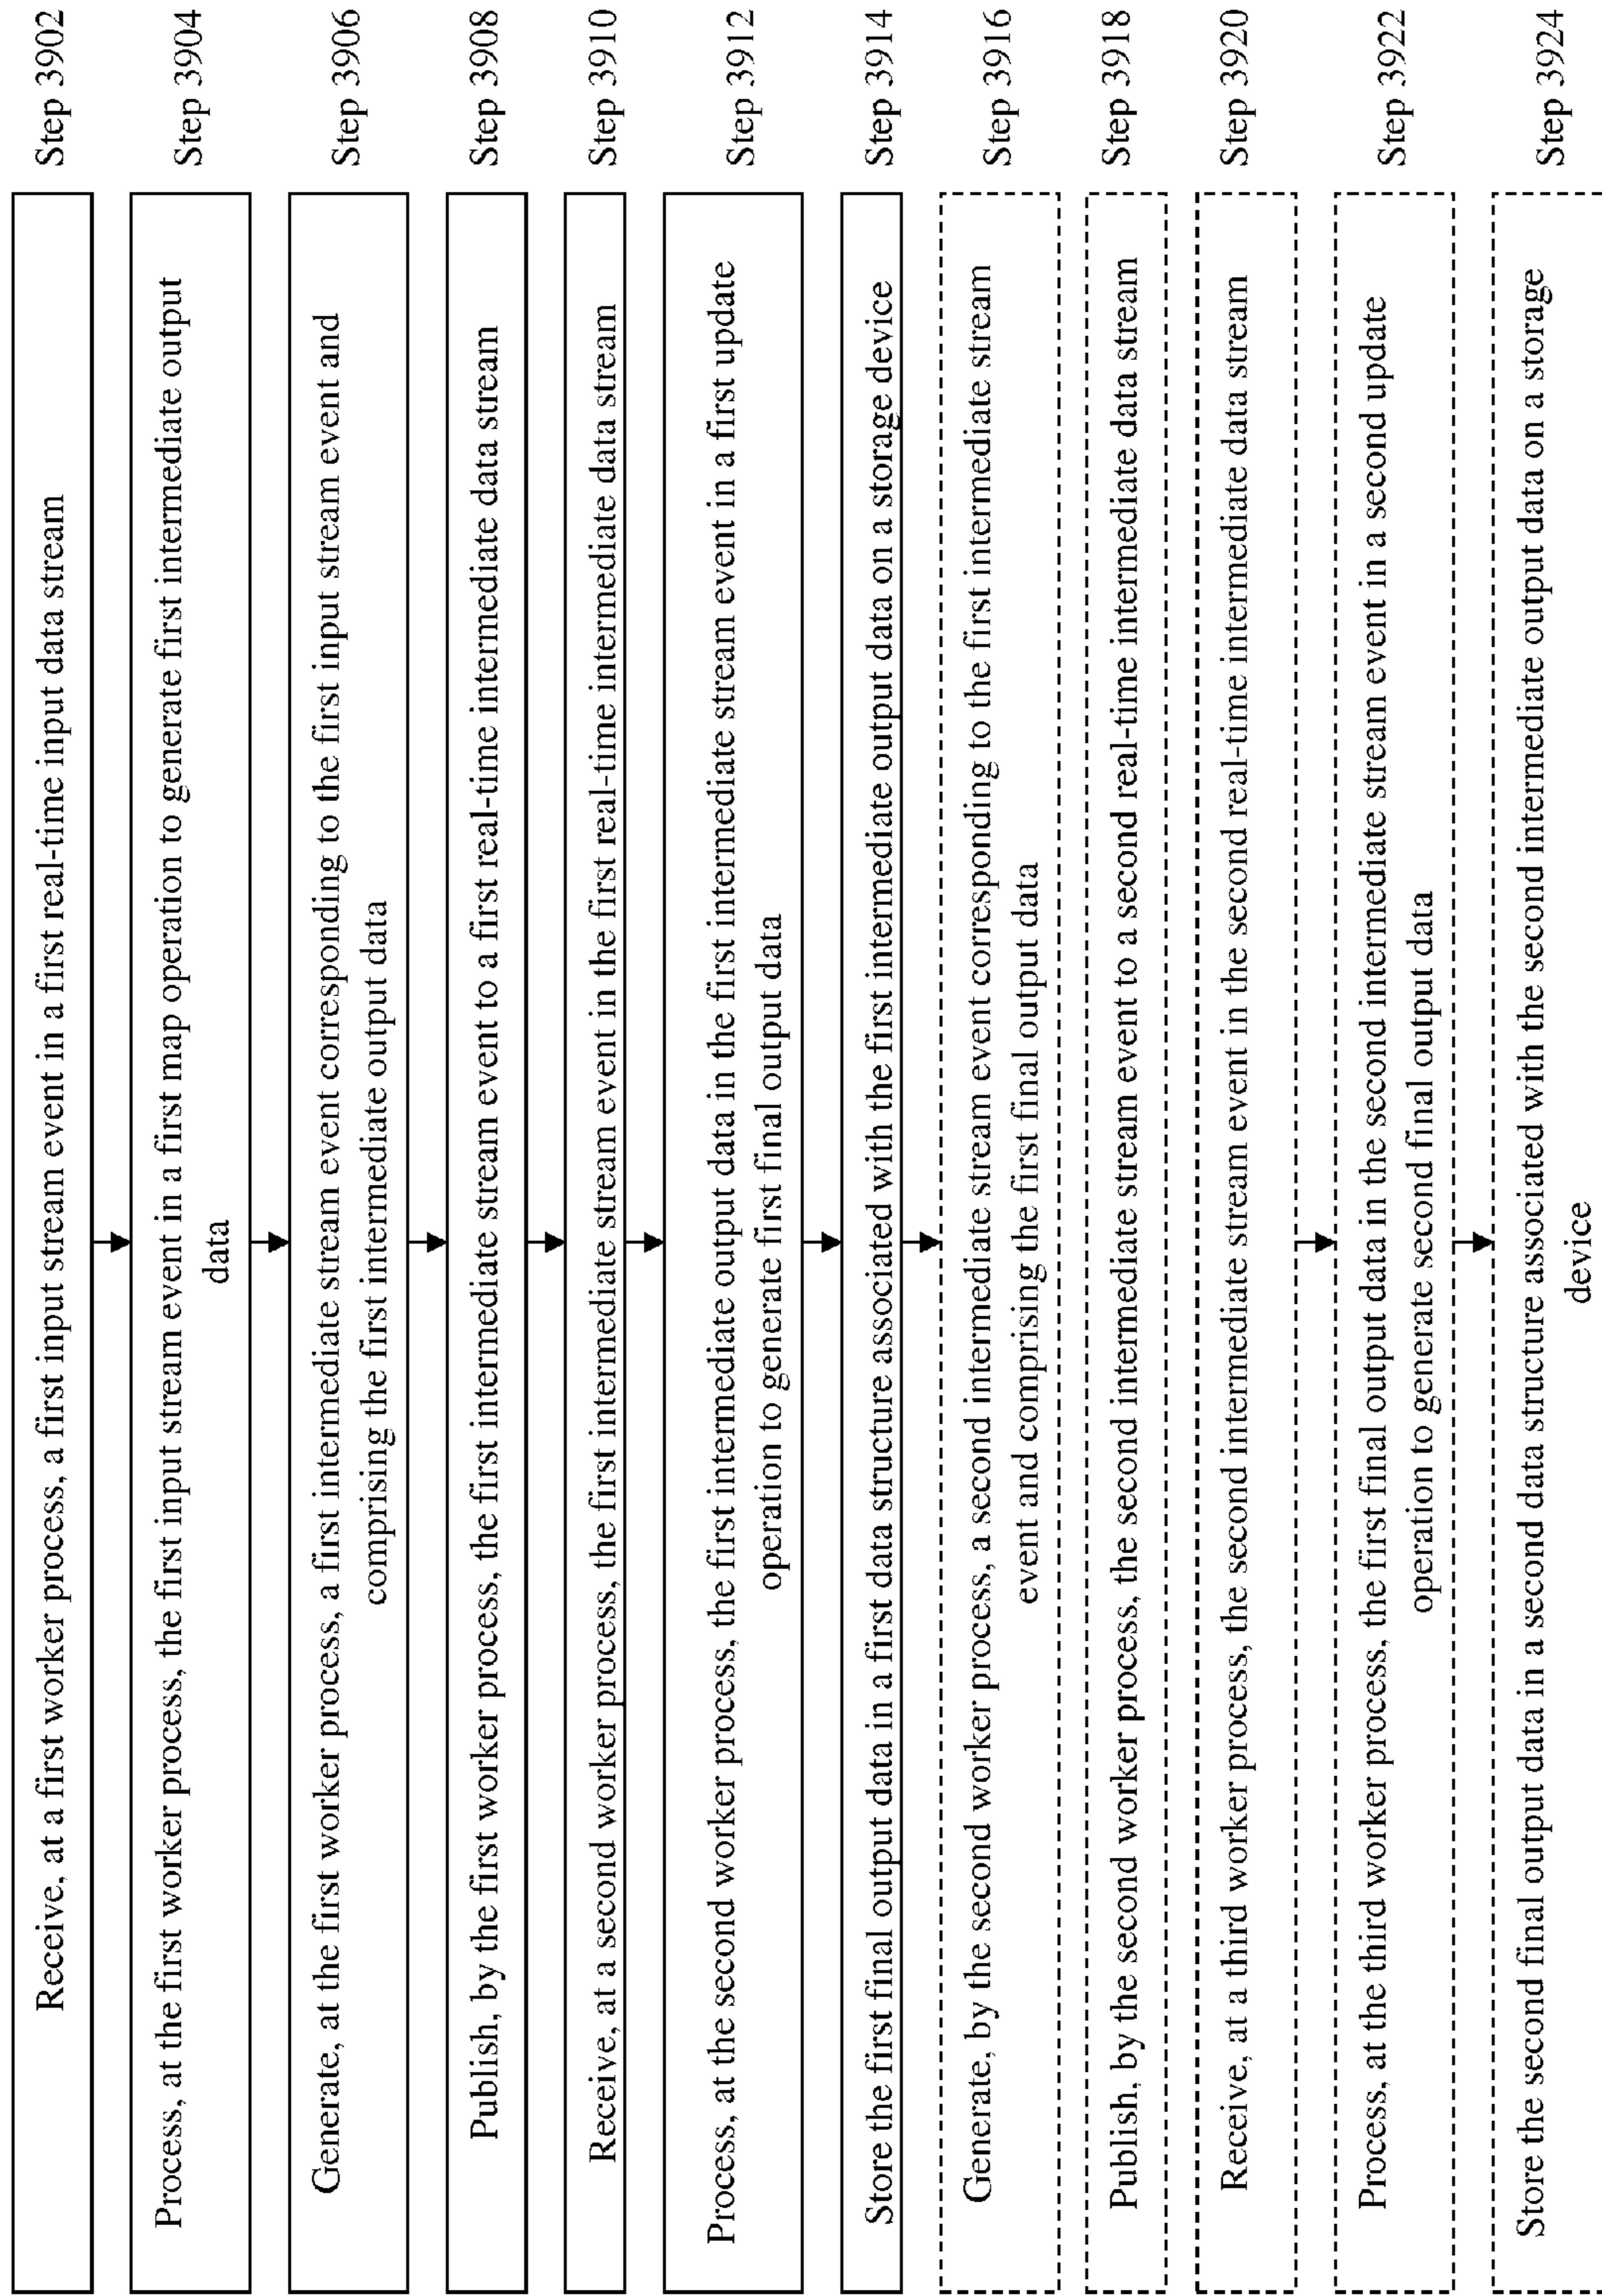 Receive, at a first worker process, a first input stream event in a first real-time input data stream
Step 3902
Process, at the first worker process, the first input stream event in a first map operation to generate first intermediate output
data
Step 3904
Generate, at the first worker process, a first intermediate stream event corresponding to the first input stream event and
comprising the first intermediate output data
Step 3906
Publish, by the first worker process, the first intermediate stream event to a first real-time intermediate data stream
Step 3908
Receive, at a second worker process, the first intermediate stream event in the first real-time intermediate data stream
Step 3910
Process, at the second worker process, the first intermediate output data in the first intermediate stream event in a first update
operation to generate first final output data
Step 3912
Store the first final output data in a first data structure associated with the first intermediate output data on a storage device
Step 3914
Generate, by the second worker process, a second intermediate stream event corresponding to the first intermediate stream
event and comprising the first final output data
Step 3916
Publish, by the second worker process, the second intermediate stream event to a second real-time intermediate data stream
Step 3918
Receive, at a third worker process, the second intermediate stream event in the second real-time intermediate data stream
Step 3920
Process, at the third worker process, the first final output data in the second intermediate stream event in a second update
operation to generate second final output data
Step 3922
Store the second final output data in a second data structure associated with the second intermediate output data on a storage
device
Step 3924